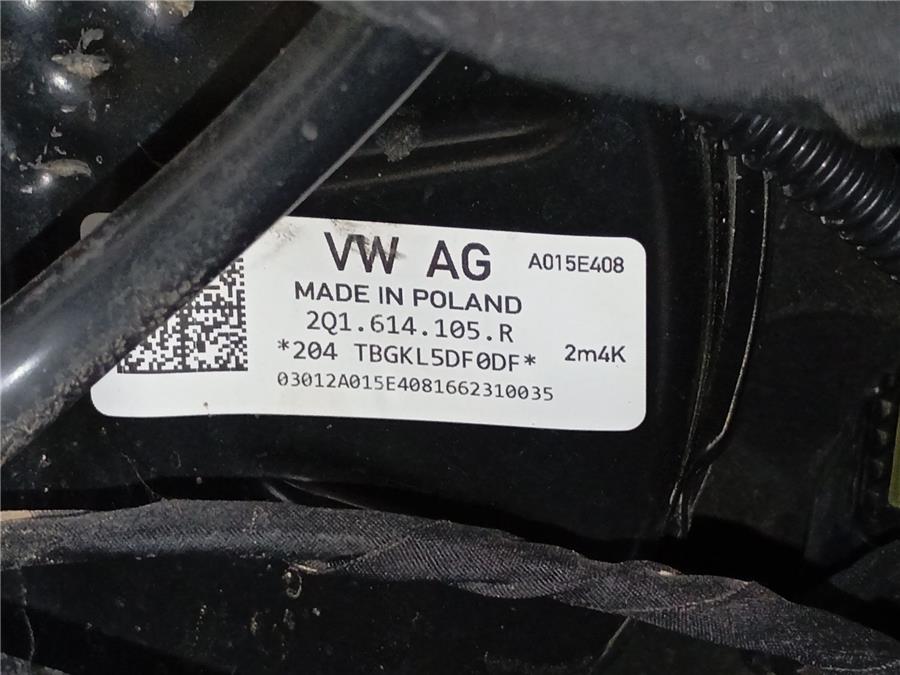 VW AG A015E408
MADE IN POLAND
2Q1.614.105.R
*204 TBGKL5DF0DF* 2m4K
03012A015E4081662310035